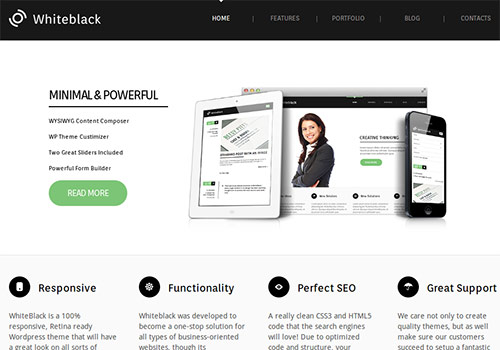 Whiteblack
HOME | FEATURES | PORTFOLIO | BLOG | CONTACTS
MINIMAL & POWERFUL
WYSIWYG Content Composer
WP Theme Custimizer
Two Great Sliders Included
Powerful Form Builder
READ MORE
CREATIVE THINKING
Responsive
WhiteBlack is a 100%
responsive, Retina ready
Wordpress theme that will have
a great look on all sorts of
Functionality
Whiteblack was developed to
become a one-stop solution for
all types of business-oriented
websites, though its
Perfect SEO
A really clean CSS3 and HTML5
code that the search engines
will love! Due to optimized
code and structure, your
Great Support
We care not only to create
quality themes, but as well
make sure our customers
succeed to setup a fantastic